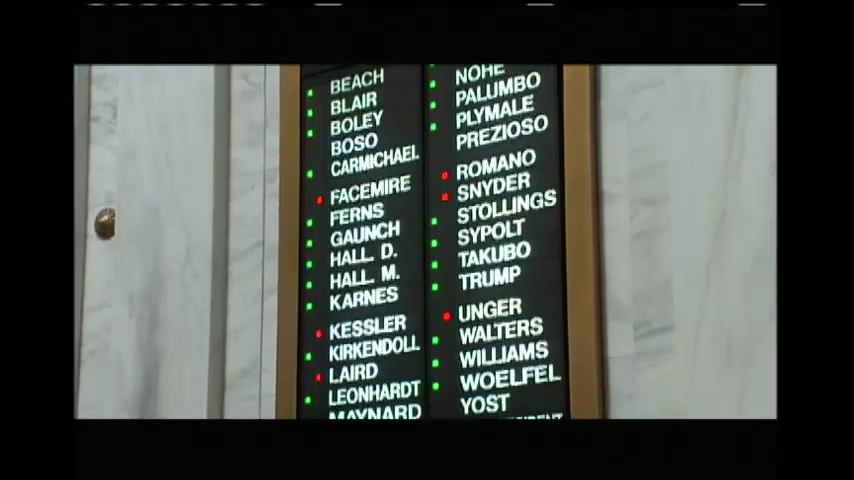 BEACH
BLAIR
BOLEY
BOSO
CARMICHAEL
FACEMIRE
FERNS
GAUNCH
HALL D.
HALL M.
KARNES
KESSLER
KIRKENDOLL
LAIRD
LEONHARDT
MAYNARD
NOHE
PALUMBO
PLYMALE
PREZIOSO
ROMANO
SNYDER
STOLLINGS
SYPOLT
TAKUBO
TRUMP
UNGER
WALTERS
WILLIAMS
WOELFEL
YOST